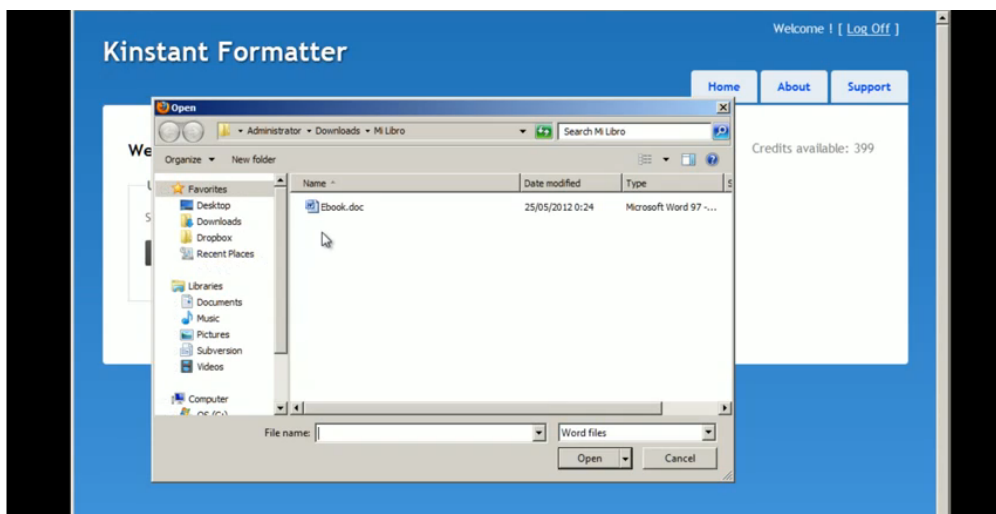 Welcome ! [ Log Off ]
Kinstant Formatter
Home About Support
Open
Administrator Downloads Mi Libro Search Mi Libro
We Credits available: 399
Organize New folder
Name Date modified Type S
Favorites
Desktop Ebook.doc 25/05/2012 0:24 Microsoft Word 97 -...
Downloads
Dropbox
Recent Places
Libraries
Documents
Music
Pictures
Subversion
Videos
Computer
OS (C:)
File name: Word files
Open Cancel